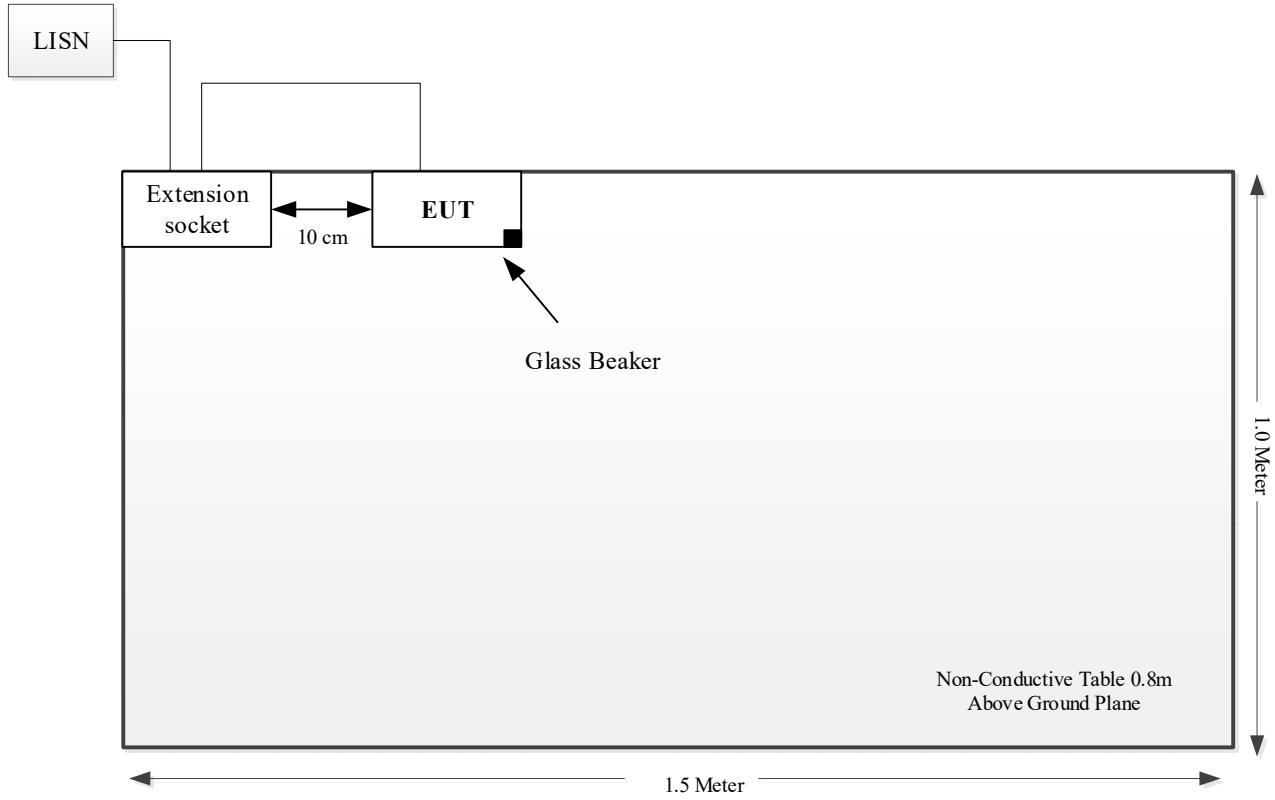 LISN
Extension
socket
10 cm
EUT
Glass Beaker
1.0 Meter
Non-Conductive Table 0.8m
Above Ground Plane
1.5 Meter